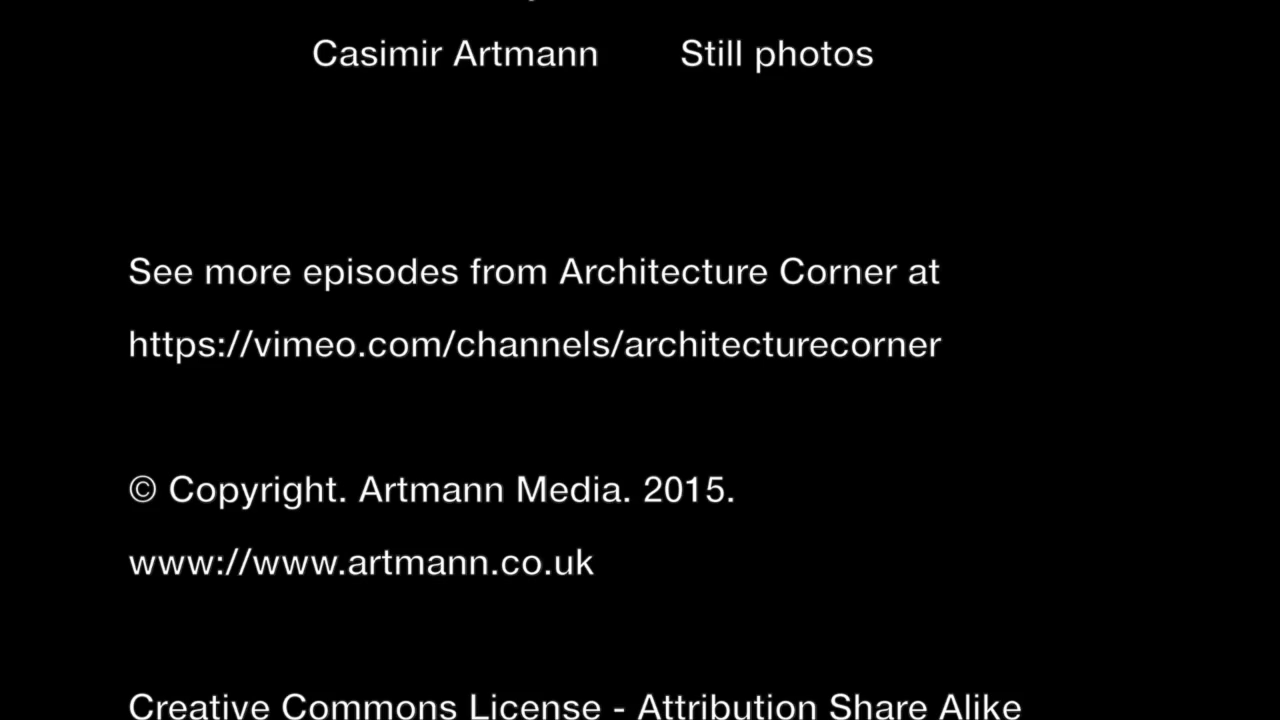 Casimir Artmann Still photos
See more episodes from Architecture Corner at
https://vimeo.com/channels/architecturecorner
© Copyright. Artmann Media. 2015.
www://www.artmann.co.uk
Creative Commons License - Attribution Share Alike